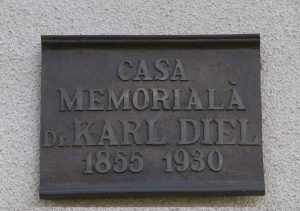 CASA
MEMORIALĂ
Dr. KARL DIEL
1855 1930